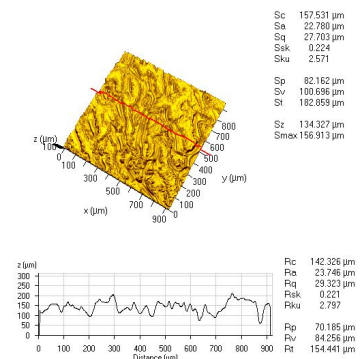 Sc 157.531 µm
Sa 22.780 µm
Sq 27.703 µm
Ssk 0.224
Sku 2.571
Sp 82.162 µm
Sv 100.696 µm
St 182.859 µm
Sz 134.327 µm
Smax 156.913 µm
z (µm)
100
0
0
100
300
500
700
900
x (µm)
0
100
200
300
400
500
600
700
800
y (µm)
z (µm)
300
250
200
150
100
50
0
0 100 200 300 400 500 600 700 800 900
Distance (µm)
Rc 142.326 µm
Ra 23.746 µm
Rq 29.323 µm
Rsk 0.221
Rku 2.797
Rp 70.185 µm
Rv 84.256 µm
Rt 154.441 µm